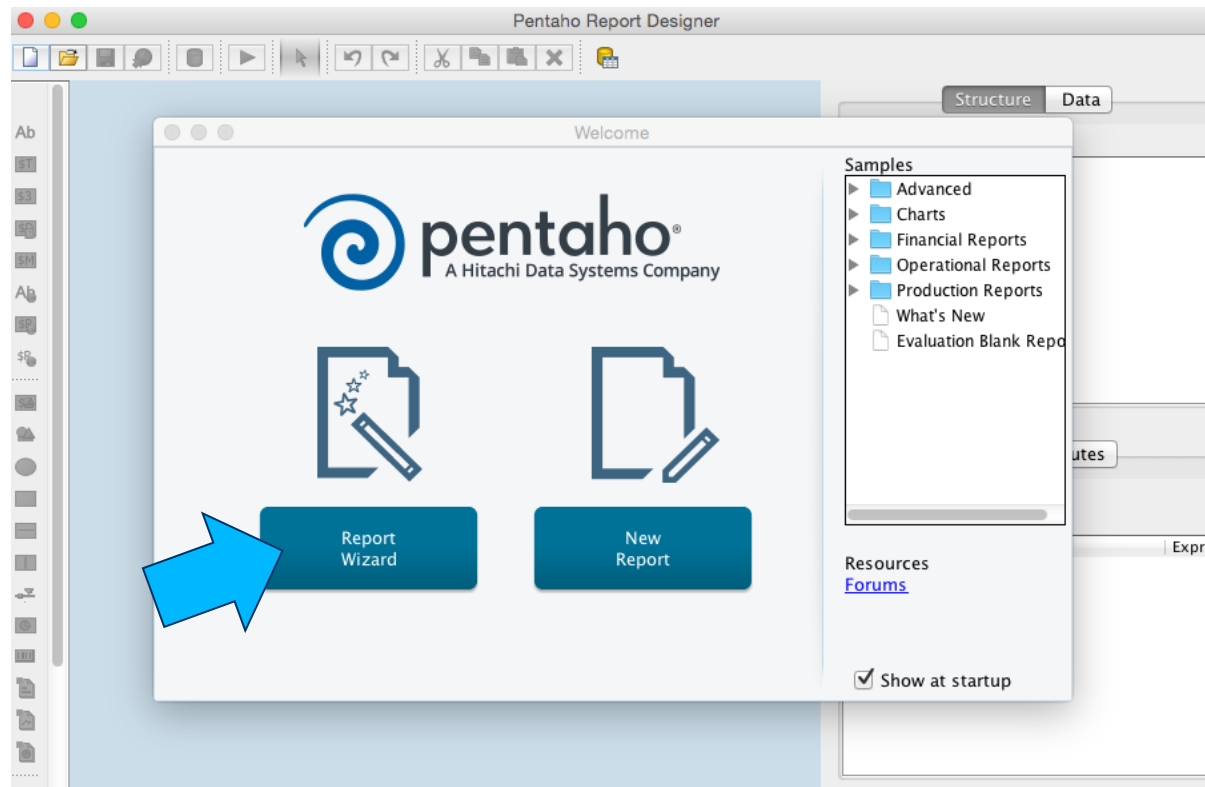 Pentaho Report Designer
Structure Data
Ab
Welcome
Samples
Advanced
Charts
Financial Reports
Operational Reports
Production Reports
What's New
Evaluation Blank Repo
pentaho®
A Hitachi Data Systems Company
$T
$3
$M
Ab
Report
Wizard
New
Report
utes
Expr
Resources
Forums
Show at startup